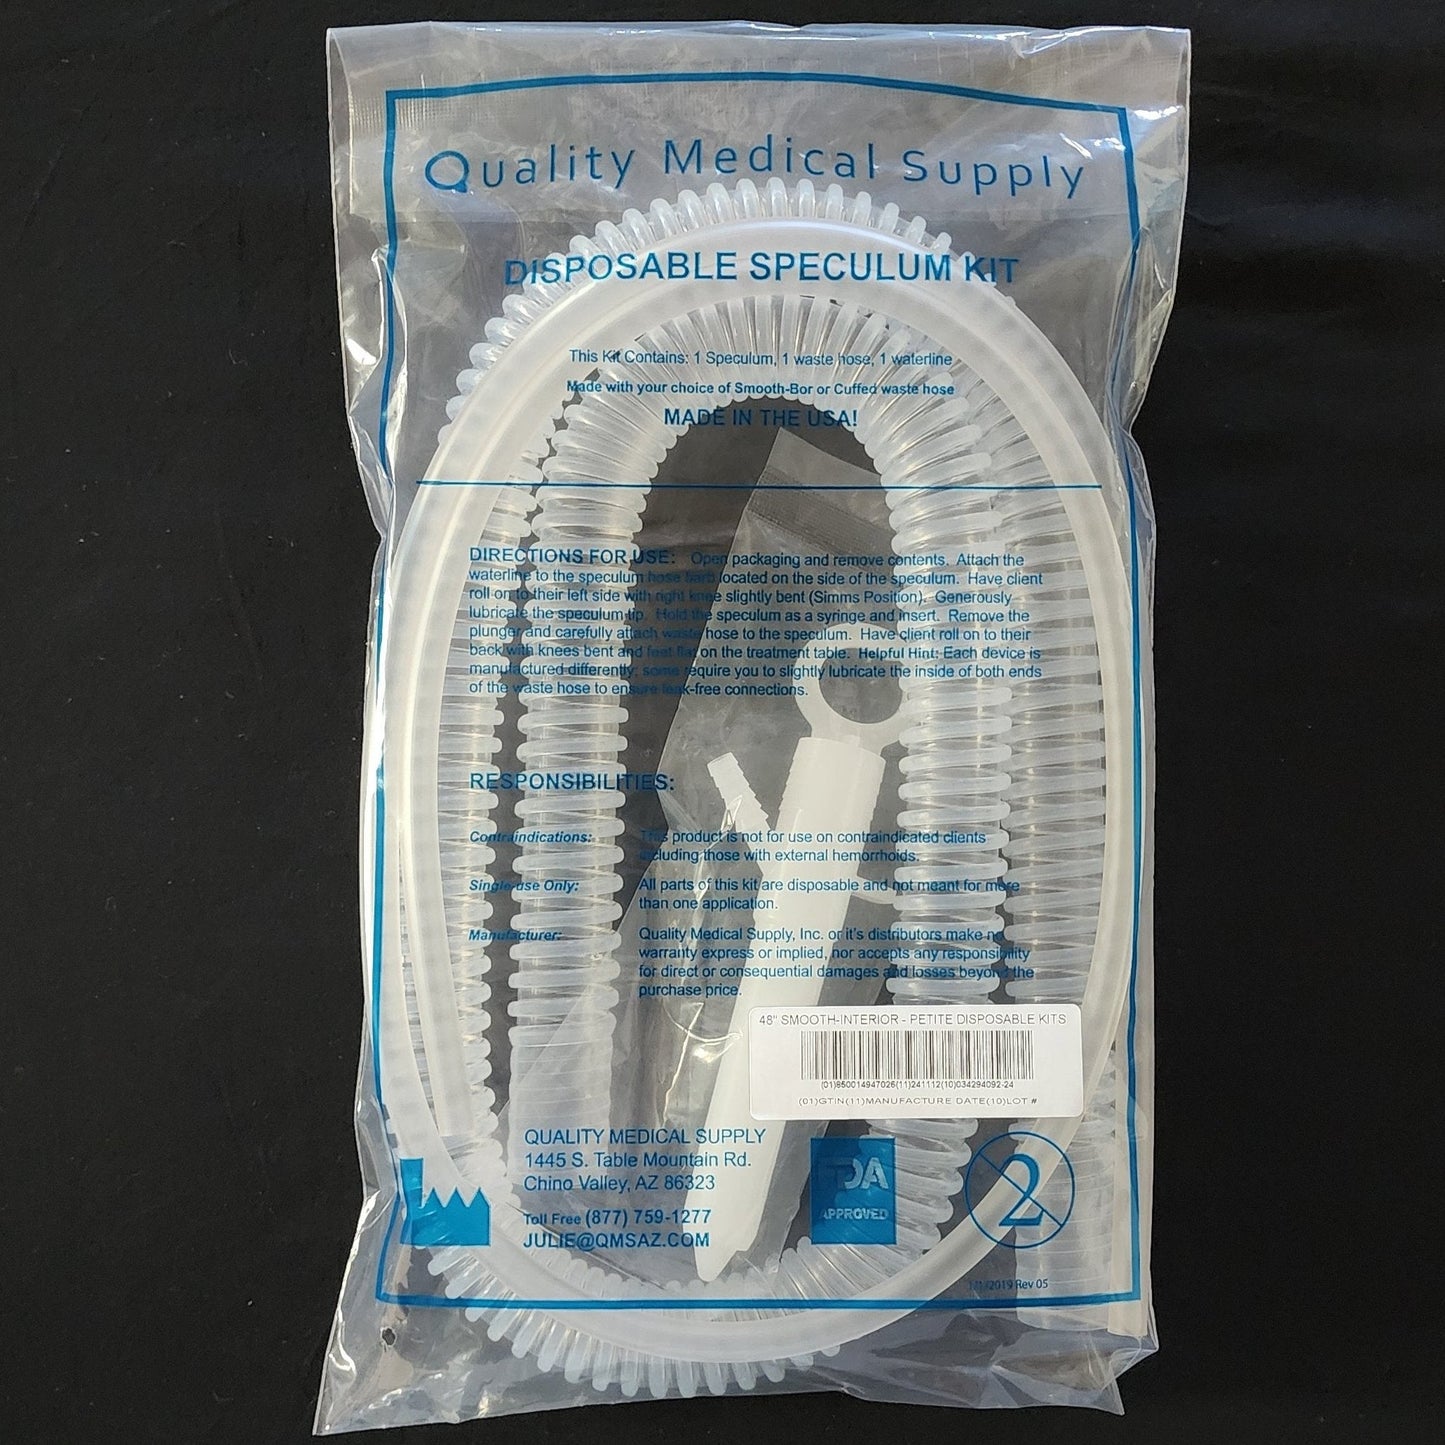 Quality Medical Supply
DISPOSABLE SPECULUM KIT
This Kit Contains: 1 Speculum, 1 waste hose, 1 waterline
Made with your choice of Smooth-Bor or Cuffed waste hose
MADE IN THE USA!
DIRECTIONS FOR USE: Open packaging and remove contents. Attach the
waterline to the speculum hose barb located on the side of the speculum. Have client
roll on to their left side with right knee slightly bent (Simms Position). Generously
lubricate the speculum tip. Hold the speculum as a syringe and insert. Remove the
plunger and carefully attach waste hose to the speculum. Have client roll on to their
back with knees bent and feet flat on the treatment table. Helpful Hint: Each device is
manufactured differently; some require you to slightly lubricate the inside of both ends
of the waste hose to ensure leak-free connections.
RESPONSIBILITIES:
Contraindications: This product is not for use on contraindicated clients
including those with external hemorrhoids.
Single-use Only: All parts of this kit are disposable and not meant for more
than one application.
Manufacturer: Quality Medical Supply, Inc. or it's distributors make no
warranty express or implied, nor accepts any responsibility
for direct or consequential damages and losses beyond the
purchase price.
48" SMOOTH-INTERIOR - PETITE DISPOSABLE KITS
(01)850014947026(11)241112(10)034294092-24
(01)GTIN(11)MANUFACTURE DATE(10)LOT #
QUALITY MEDICAL SUPPLY
1445 S. Table Mountain Rd.
Chino Valley, AZ 86323
Toll Free (877) 759-1277
JULIE@QMSAZ.COM
FDA
APPROVED
2
2019 Rev 05